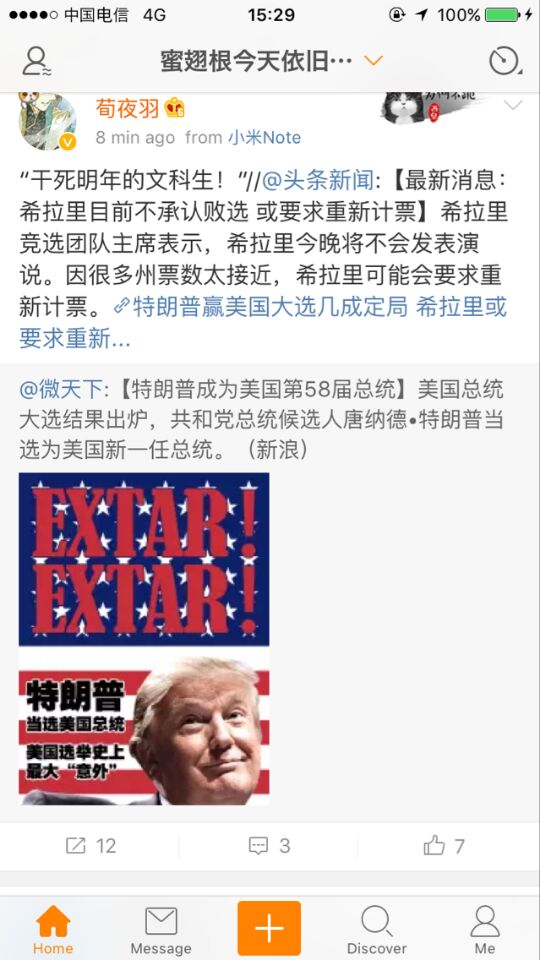 中国电信 4G 15:29 100%
蜜翅根今天依旧…
荀夜羽
8 min ago from 小米Note
“干死明年的文科生！”//@头条新闻:【最新消息：
希拉里目前不承认败选 或要求重新计票】希拉里
竞选团队主席表示，希拉里今晚将不会发表演
说。因很多州票数太接近，希拉里可能会要求重
新计票。特朗普赢美国大选几成定局 希拉里或
要求重新...
@微天下:【特朗普成为美国第58届总统】美国总统
大选结果出炉，共和党总统候选人唐纳德•特朗普当
选为美国新一任总统。（新浪）
EXTAR!
EXTAR!
特朗普
当选美国总统
美国选举史上
最大“意外”
12 3 7
Home Message Discover Me